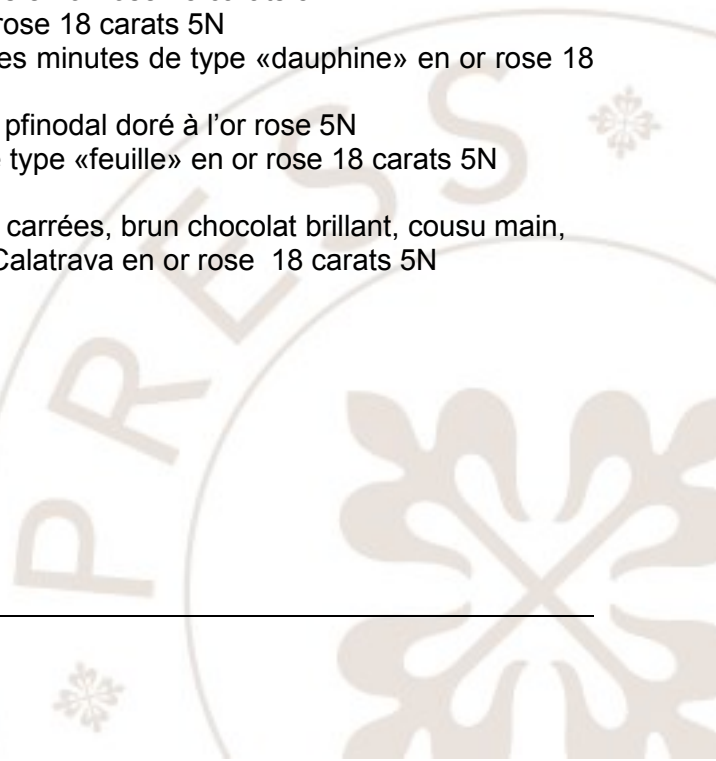 rose 18 carats 5N
es minutes de type «dauphine» en or rose 18
pfinodal doré à l’or rose 5N
type «feuille» en or rose 18 carats 5N
carrées, brun chocolat brillant, cousu main,
Calatrava en or rose 18 carats 5N
PRESS